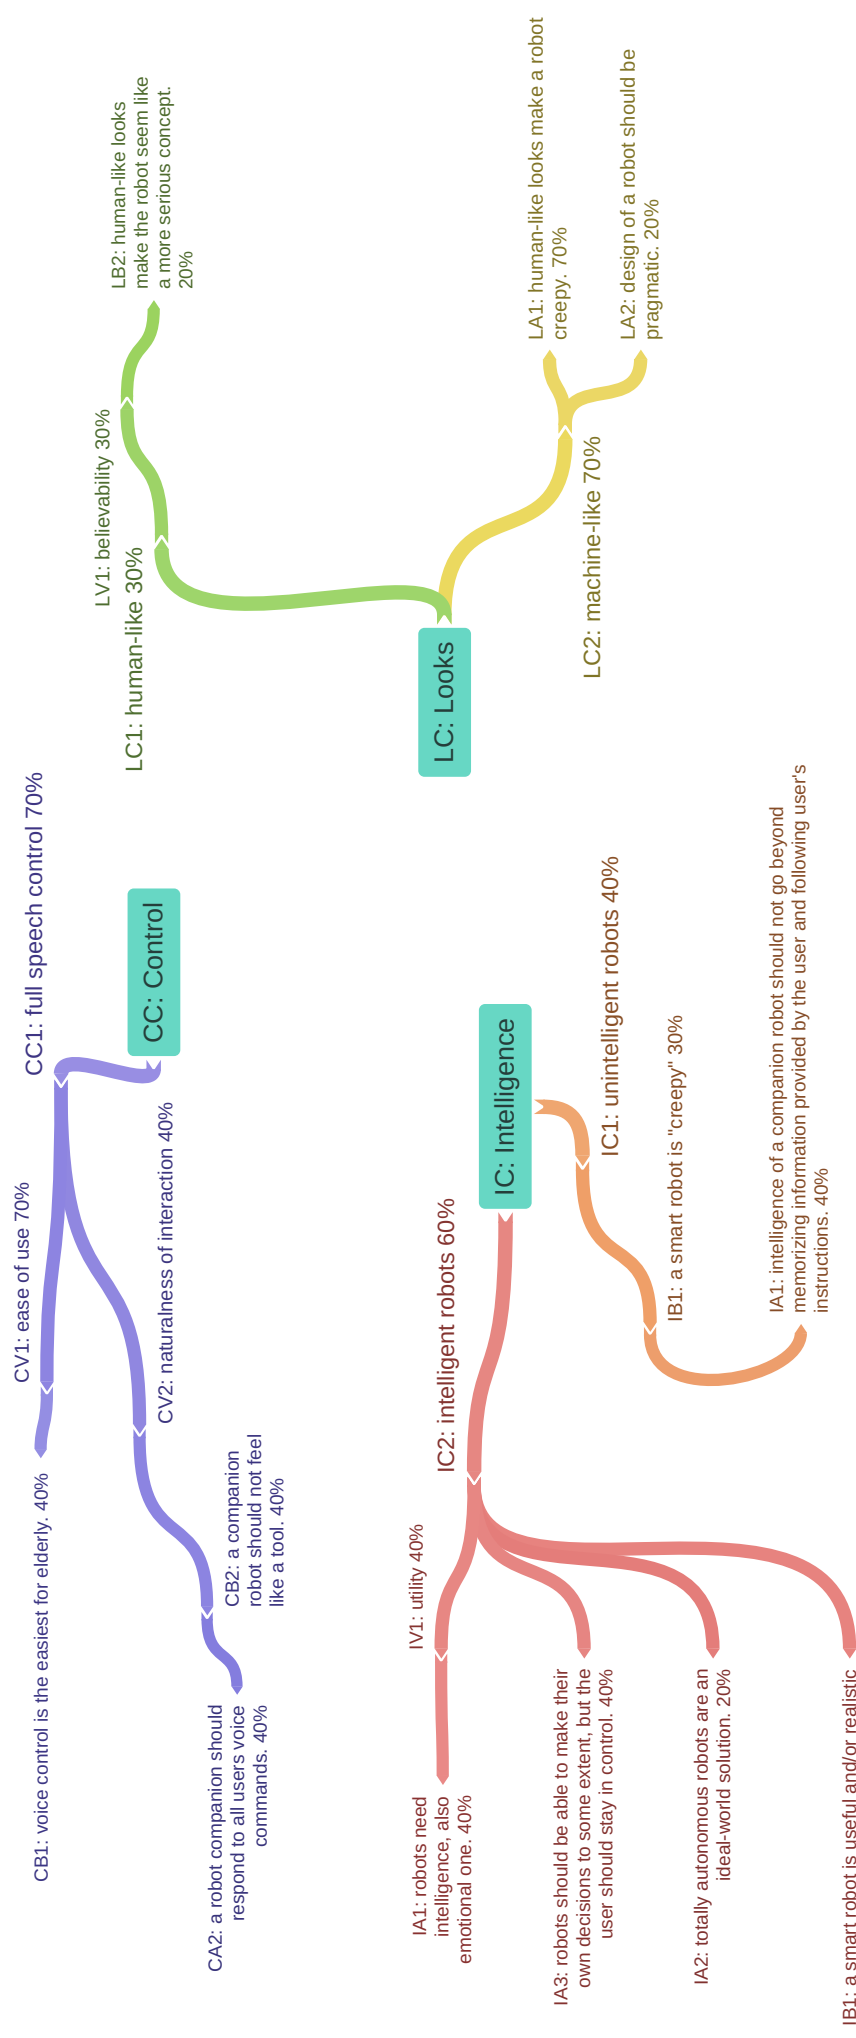 LB2: human-like looks
make the robot seem like
a more serious concept.
20%
LV1: believability 30%
LC1: human-like 30%
LC: Looks
LA1: human-like looks make a robot
creepy. 70%
LA2: design of a robot should be
pragmatic. 20%
LC2: machine-like 70%
CC1: full speech control 70%
CC: Control
CV1: ease of use 70%
CV2: naturalness of interaction 40%
CB1: voice control is the easiest for elderly. 40%
CB2: a companion
robot should not feel
like a tool. 40%
CA2: a robot companion should
respond to all users voice
commands. 40%
IC: Intelligence
IC1: unintelligent robots 40%
IB1: a smart robot is "creepy" 30%
IA1: intelligence of a companion robot should not go beyond
memorizing information provided by the user and following user's
instructions. 40%
IC2: intelligent robots 60%
IV1: utility 40%
IA1: robots need
intelligence, also
emotional one. 40%
IA3: robots should be able to make their
own decisions to some extent, but the
user should stay in control. 40%
IA2: totally autonomous robots are an
ideal-world solution. 20%
IB1: a smart robot is useful and/or realistic